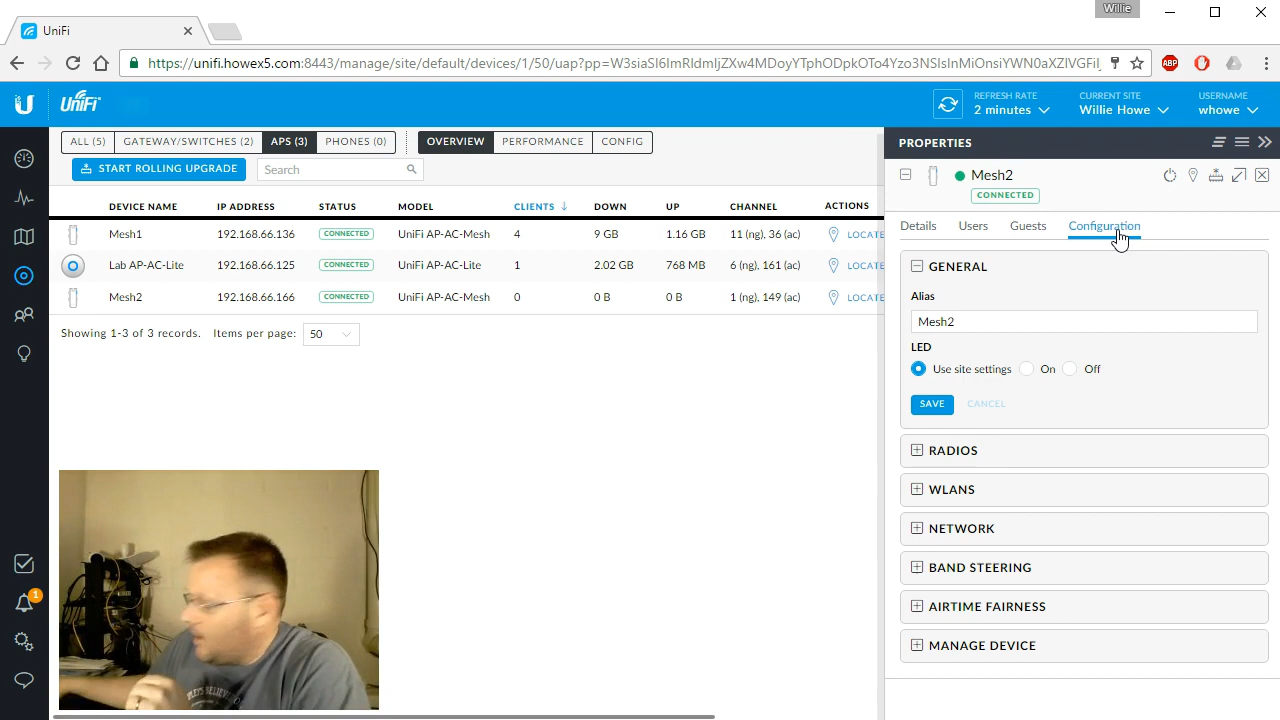 Willie
UniFi
https://unifi.howex5.com:8443/manage/site/default/devices/1/50/uap?pp=
ABP
U UniFi
REFRESH RATE
2 minutes
CURRENT SITE
Willie Howe
USERNAME
whowe
ALL (5) GATEWAY/SWITCHES (2) APS (3) PHONES (0) OVERVIEW PERFORMANCE CONFIG
START ROLLING UPGRADE Search
DEVICE NAME IP ADDRESS STATUS MODEL CLIENTS DOWN UP CHANNEL ACTIONS
Mesh1 192.168.66.136 CONNECTED UniFi AP-AC-Mesh 4 9 GB 1.16 GB 11 (ng), 36 (ac) LOCATE
Lab AP-AC-Lite 192.168.66.125 CONNECTED UniFi AP-AC-Lite 1 2.02 GB 768 MB 6 (ng), 161 (ac) LOCATE
Mesh2 192.168.66.166 CONNECTED UniFi AP-AC-Mesh 0 0 B 0 B 1 (ng), 149 (ac) LOCATE
Showing 1-3 of 3 records. Items per page: 50
PROPERTIES
Mesh2
CONNECTED
Details Users Guests Configuration
GENERAL
Alias
Mesh2
LED
Use site settings On Off
SAVE CANCEL
RADIOS
WLANS
NETWORK
BAND STEERING
AIRTIME FAIRNESS
MANAGE DEVICE
1